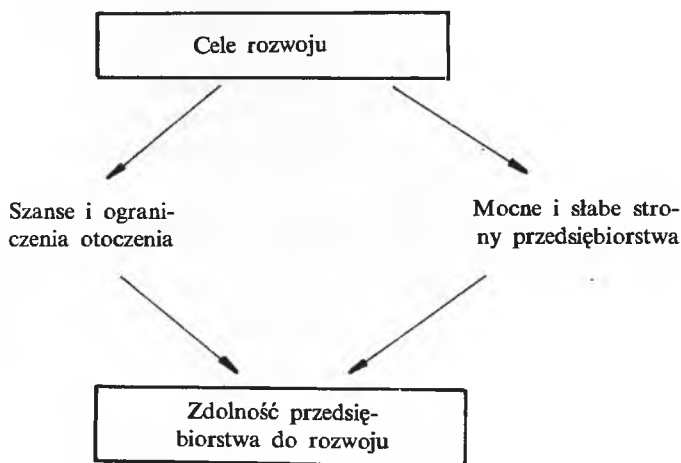 Cele rozwoju
Szanse i ograni-
czenia otoczenia
Mocne i słabe stro-
ny przedsiębiorstwa
Zdolność przedsię-
biorstwa do rozwoju